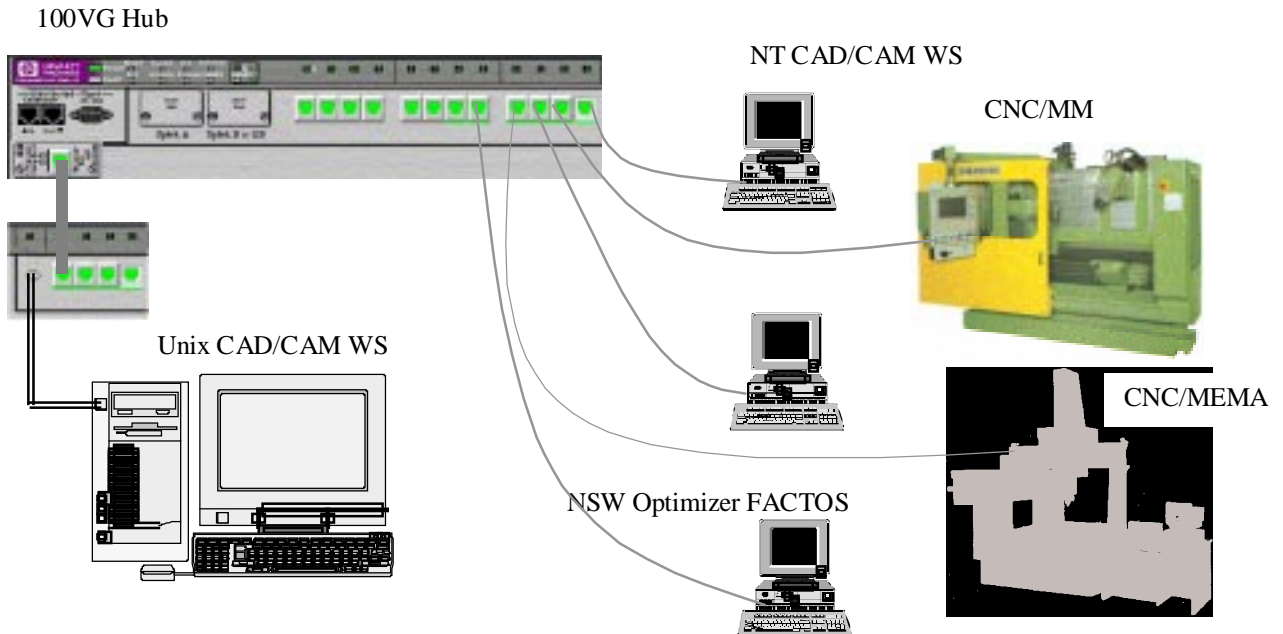 100VG Hub
NT CAD/CAM WS
CNC/MM
Unix CAD/CAM WS
CNC/MEMA
NSW Optimizer FACTOS